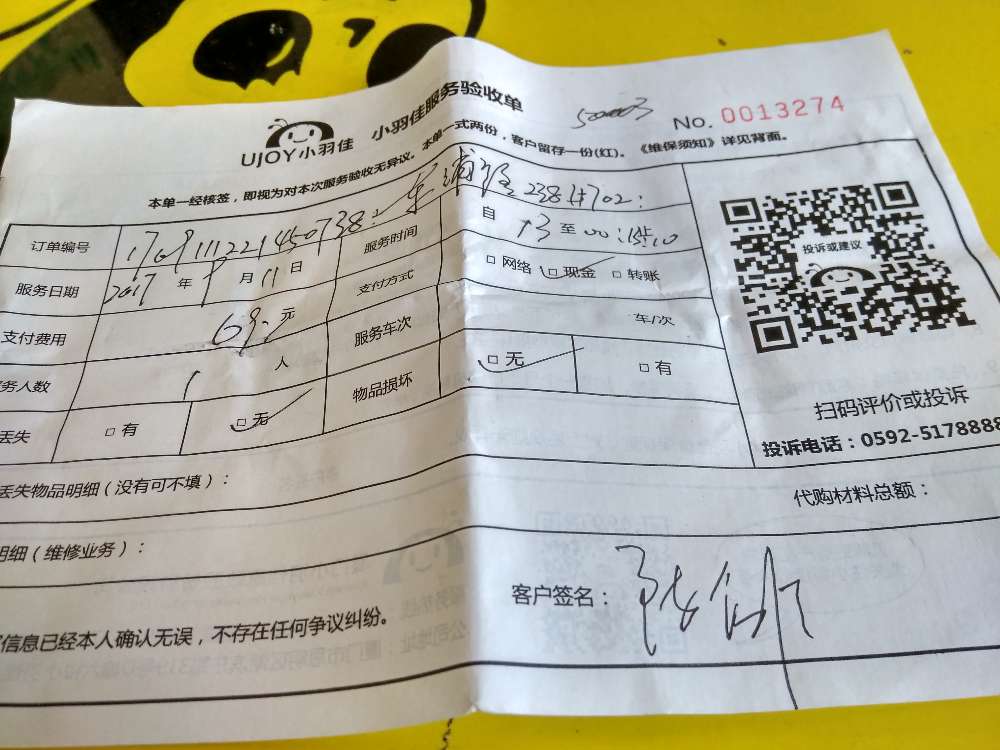 UJOY小羽佳 小羽佳服务验收单 No. 0013274
本单一经核签，即视为对本次服务验收无异议。本单一式两份，客户留存一份(红)。《维保须知》详见背面。
订单编号
服务时间 自 13 至
服务日期 2017 年 9 月 11 日
支付方式 □ 网络 □ 现金 □ 转账
支付费用 69 元
服务车次 车/次
务人数 1 人
物品损坏 □ 无 □ 有
丢失 □ 有 □ 无
投诉或建议
扫码评价或投诉
投诉电话：0592-5178888
丢失物品明细（没有可不填）：
代购材料总额：
明细（维修业务）：
客户签名：
信息已经本人确认无误，不存在任何争议纠纷。